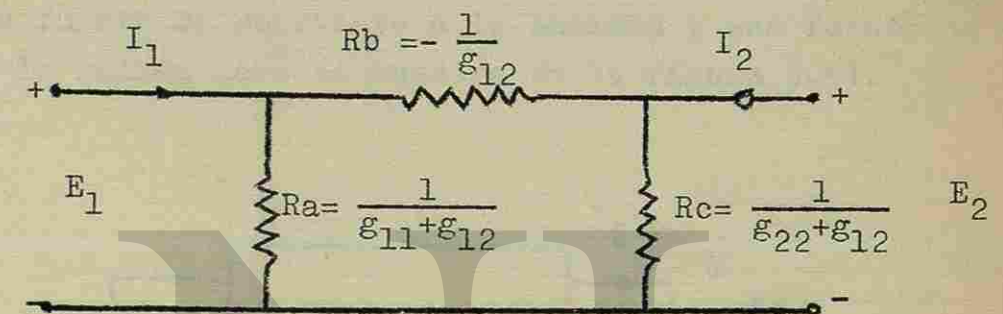 I1 Rb =- 1/g12 I2
+ +
E1 Ra= 1/(g11+g12) Rc= 1/(g22+g12) E2
- -